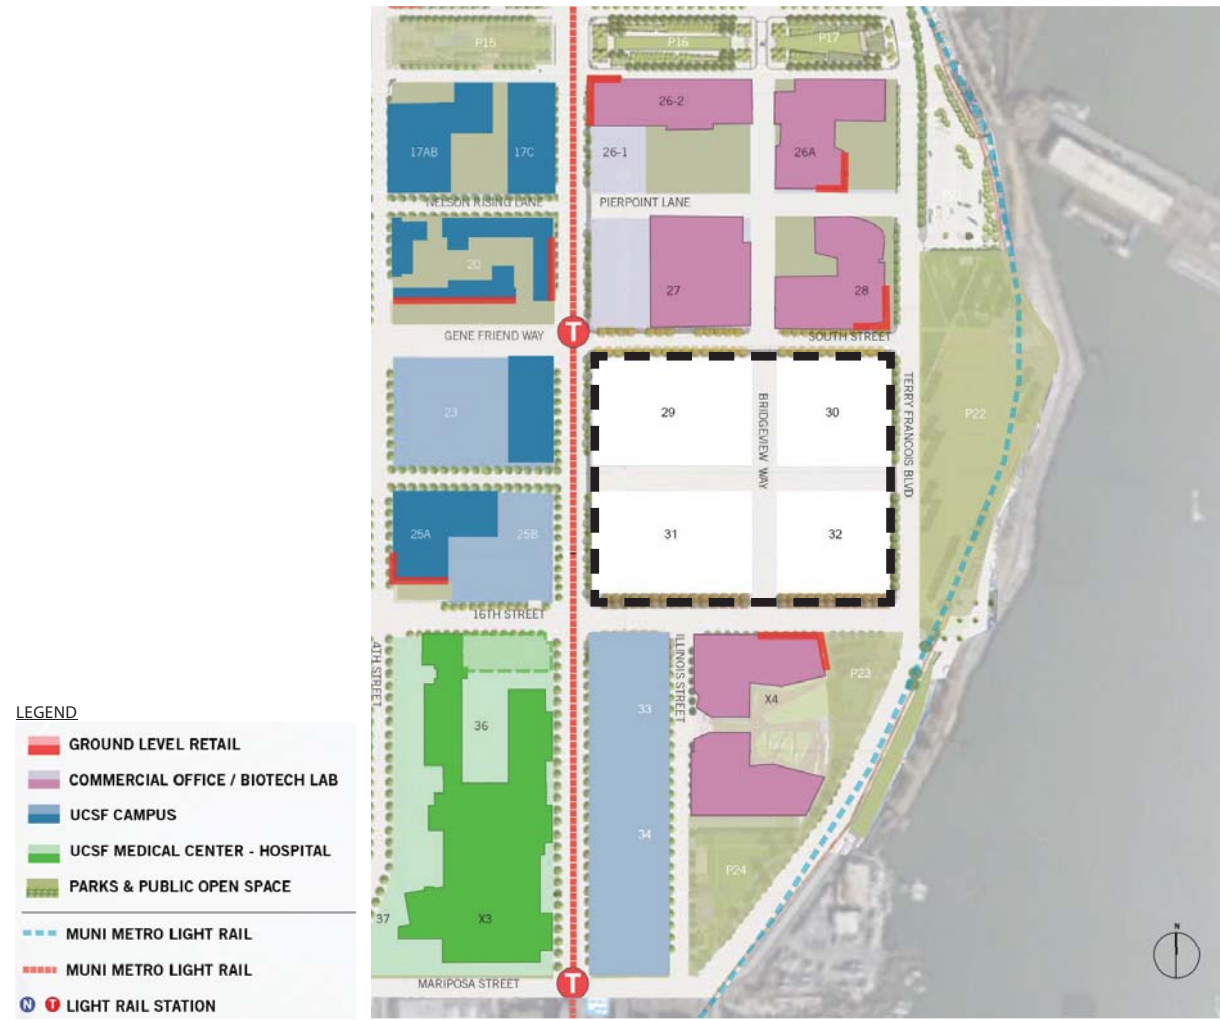 P15
P16
P17
26-2
17AB
17C
26-1
26A
NELSON RISING LANE
PIERPOINT LANE
20
27
28
GENE FRIEND WAY
T
SOUTH STREET
23
29
BRIDGEVIEW WAY
30
TERRY FRANCOIS BLVD.
P22
25A
25B
31
32
16TH STREET
4TH STREET
ILLINOIS STREET
P23
X4
36
33
34
P24
37
X3
MARIPOSA STREET
T
N
LEGEND
GROUND LEVEL RETAIL
COMMERCIAL OFFICE / BIOTECH LAB
UCSF CAMPUS
UCSF MEDICAL CENTER - HOSPITAL
PARKS & PUBLIC OPEN SPACE
MUNI METRO LIGHT RAIL
MUNI METRO LIGHT RAIL
N T LIGHT RAIL STATION